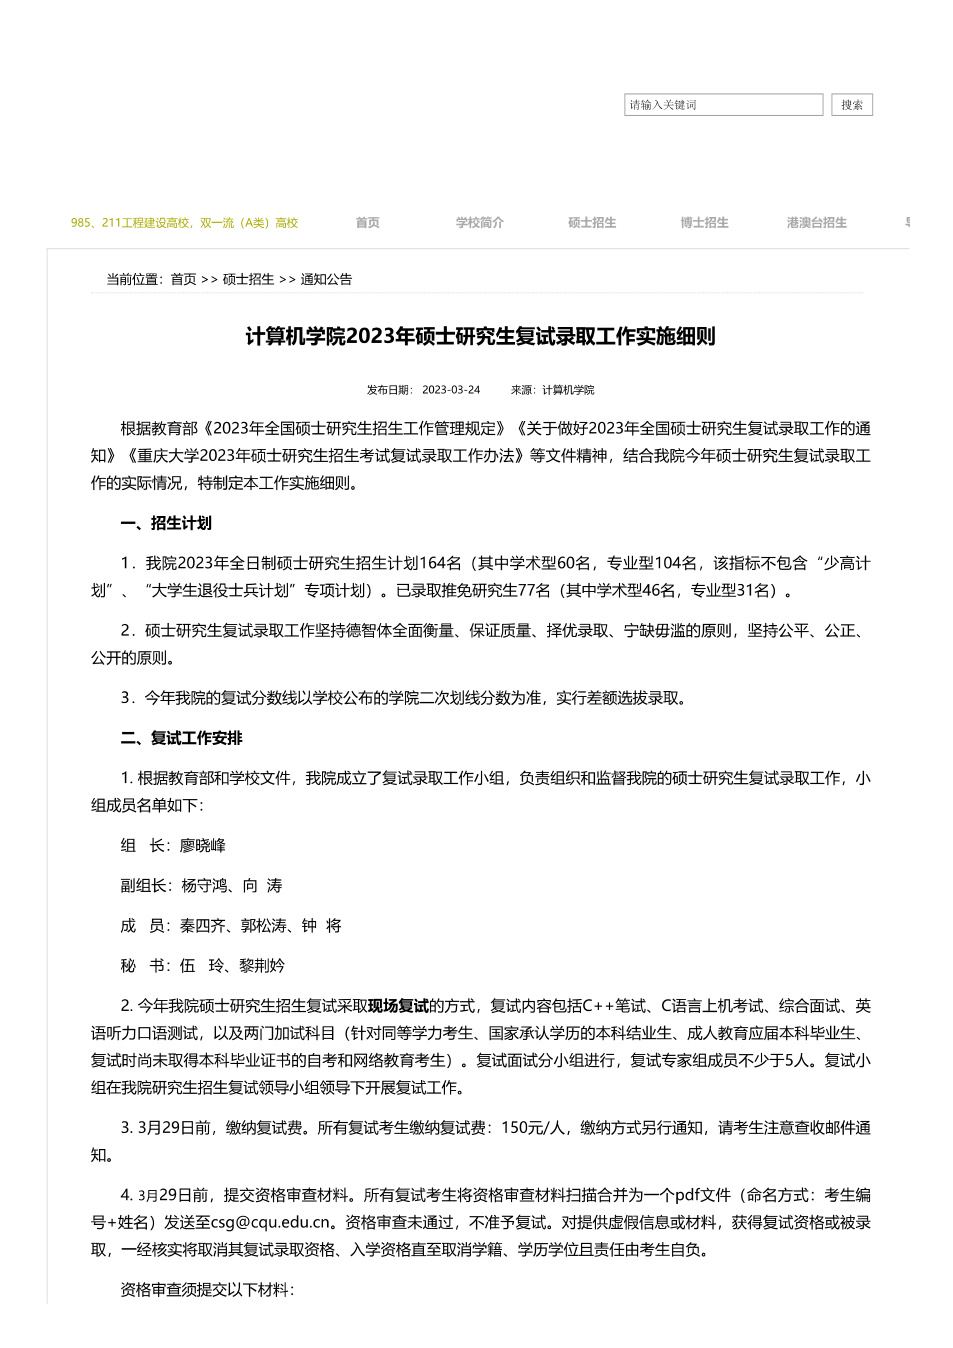 请输入关键词 搜索
985、211工程建设高校，双一流（A类）高校 首页 学校简介 硕士招生 博士招生 港澳台招生
当前位置：首页 >> 硕士招生 >> 通知公告
计算机学院2023年硕士研究生复试录取工作实施细则
发布日期： 2023-03-24 来源：计算机学院
根据教育部《2023年全国硕士研究生招生工作管理规定》《关于做好2023年全国硕士研究生复试录取工作的通
知》《重庆大学2023年硕士研究生招生考试复试录取工作办法》等文件精神，结合我院今年硕士研究生复试录取工
作的实际情况，特制定本工作实施细则。
一、招生计划
1．我院2023年全日制硕士研究生招生计划164名（其中学术型60名，专业型104名，该指标不包含“少高计
划”、“大学生退役士兵计划”专项计划）。已录取推免研究生77名（其中学术型46名，专业型31名）。
2．硕士研究生复试录取工作坚持德智体全面衡量、保证质量、择优录取、宁缺毋滥的原则，坚持公平、公正、
公开的原则。
3．今年我院的复试分数线以学校公布的学院二次划线分数为准，实行差额选拔录取。
二、复试工作安排
1. 根据教育部和学校文件，我院成立了复试录取工作小组，负责组织和监督我院的硕士研究生复试录取工作，小
组成员名单如下：
组 长：廖晓峰
副组长：杨守鸿、向 涛
成 员：秦四齐、郭松涛、钟 将
秘 书：伍 玲、黎荆妗
2. 今年我院硕士研究生招生复试采取现场复试的方式，复试内容包括C++笔试、C语言上机考试、综合面试、英
语听力口语测试，以及两门加试科目（针对同等学力考生、国家承认学历的本科结业生、成人教育应届本科毕业生、
复试时尚未取得本科毕业证书的自考和网络教育考生）。复试面试分小组进行，复试专家组成员不少于5人。复试小
组在我院研究生招生复试领导小组领导下开展复试工作。
3. 3月29日前，缴纳复试费。所有复试考生缴纳复试费：150元/人，缴纳方式另行通知，请考生注意查收邮件通
知。
4. 3月29日前，提交资格审查材料。所有复试考生将资格审查材料扫描合并为一个pdf文件（命名方式：考生编
号+姓名）发送至csg@cqu.edu.cn。资格审查未通过，不准予复试。对提供虚假信息或材料，获得复试资格或被录
取，一经核实将取消其复试录取资格、入学资格直至取消学籍、学历学位且责任由考生自负。
资格审查须提交以下材料：